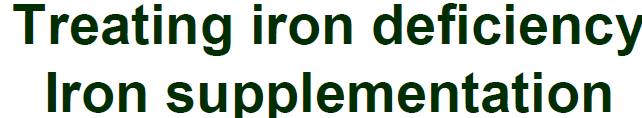 Treating iron deficiency
Iron supplementation